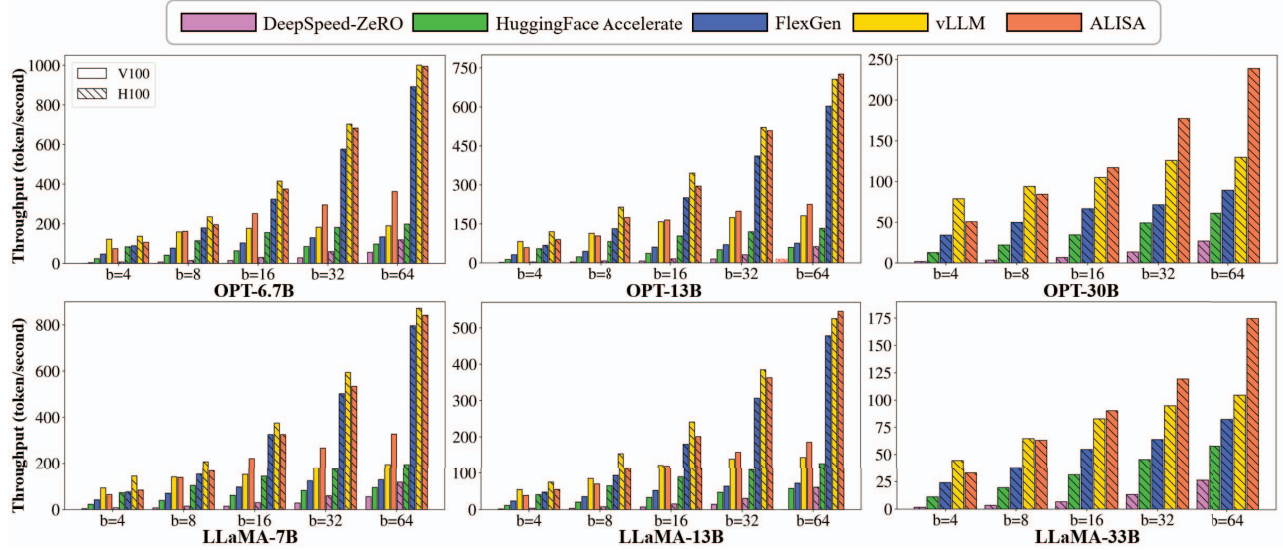 DeepSpeed-ZeRO HuggingFace Accelerate FlexGen vLLM ALISA
Throughput (token/second)
1000
800
600
400
200
0
V100
H100
b=4 b=8 b=16 b=32 b=64
OPT-6.7B
750
600
450
300
150
0
b=4 b=8 b=16 b=32 b=64
OPT-13B
250
200
150
100
50
0
b=4 b=8 b=16 b=32 b=64
OPT-30B
Throughput (token/second)
800
600
400
200
0
b=4 b=8 b=16 b=32 b=64
LLaMA-7B
500
400
300
200
100
0
b=4 b=8 b=16 b=32 b=64
LLaMA-13B
175
150
125
100
75
50
25
0
b=4 b=8 b=16 b=32 b=64
LLaMA-33B